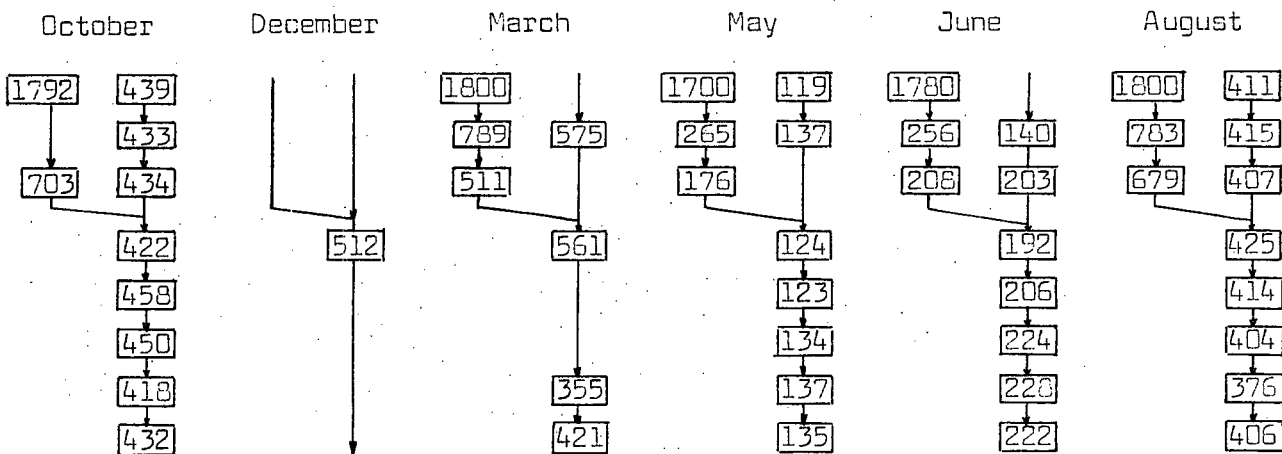 October December March May June August
1792 439 1800 1700 119 1780 1800 411
433 789 575 265 137 256 140 783 415
703 434 511 176 208 203 679 407
422 512 561 124 192 425
458 123 206 414
450 134 224 404
418 355 137 228 376
432 421 135 222 406